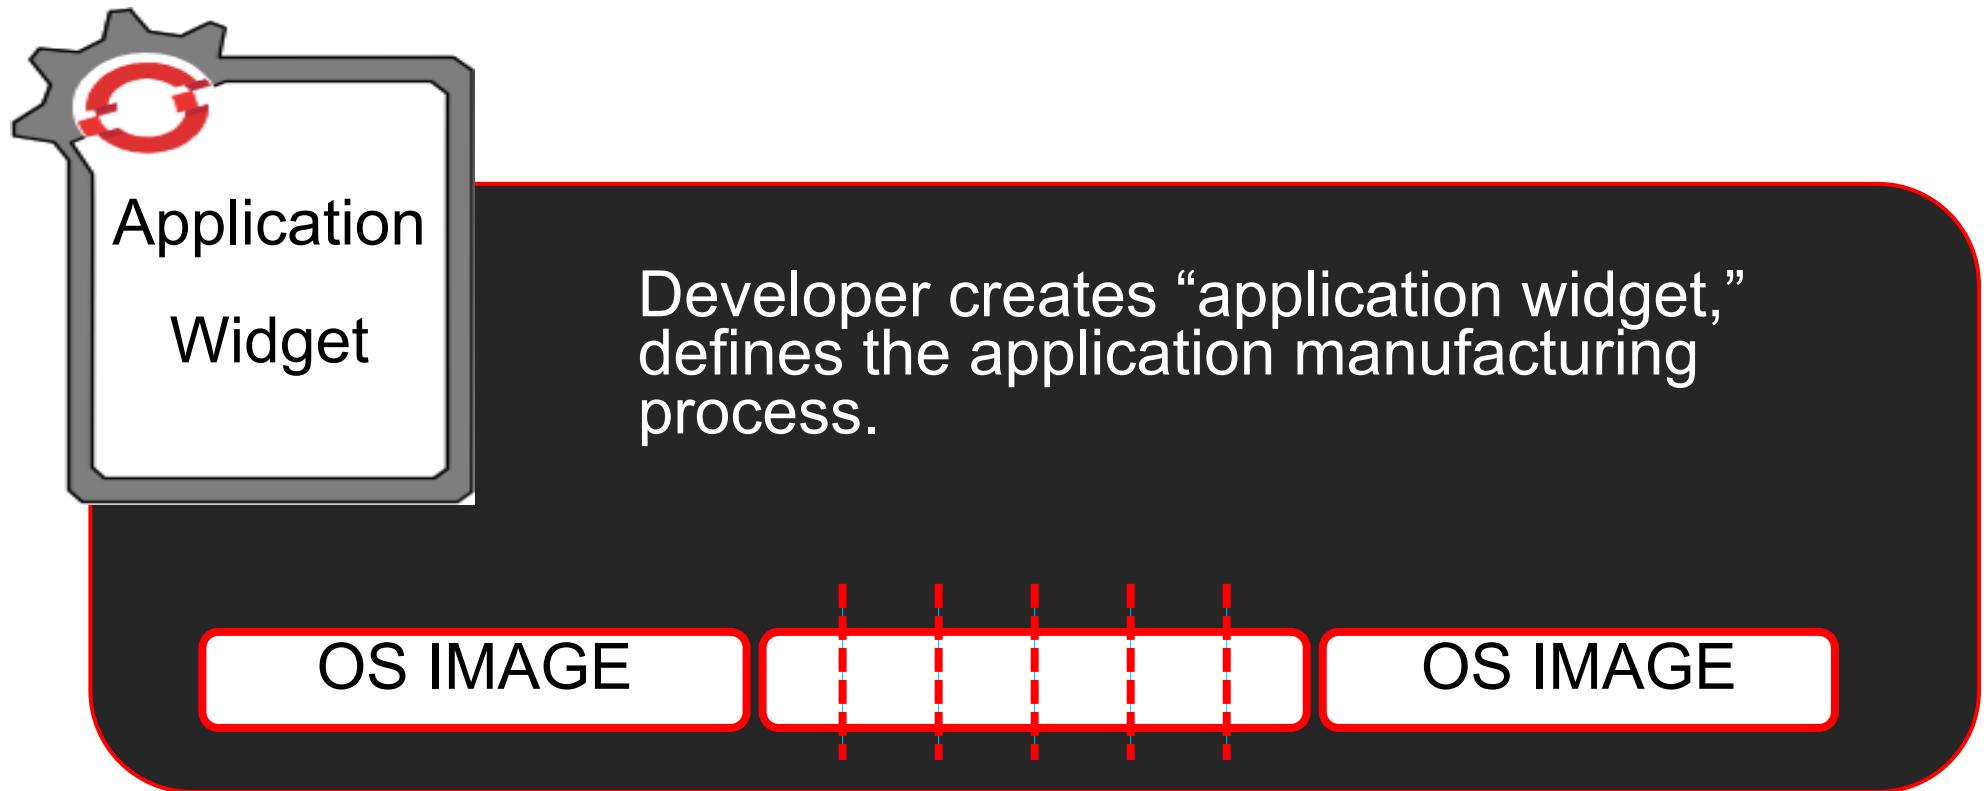 Application
Widget
Developer creates “application widget,”
defines the application manufacturing
process.
OS IMAGE
OS IMAGE